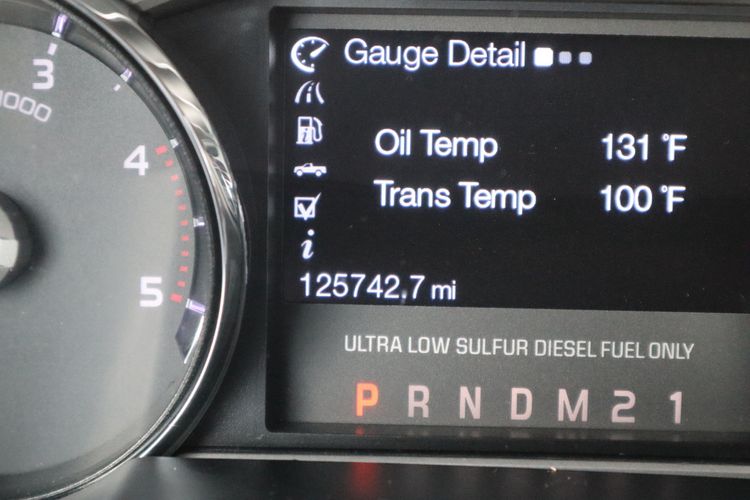 3
1000
4
5
Gauge Detail
Oil Temp 131 °F
Trans Temp 100 °F
i
125742.7 mi
ULTRA LOW SULFUR DIESEL FUEL ONLY
P R N D M 2 1